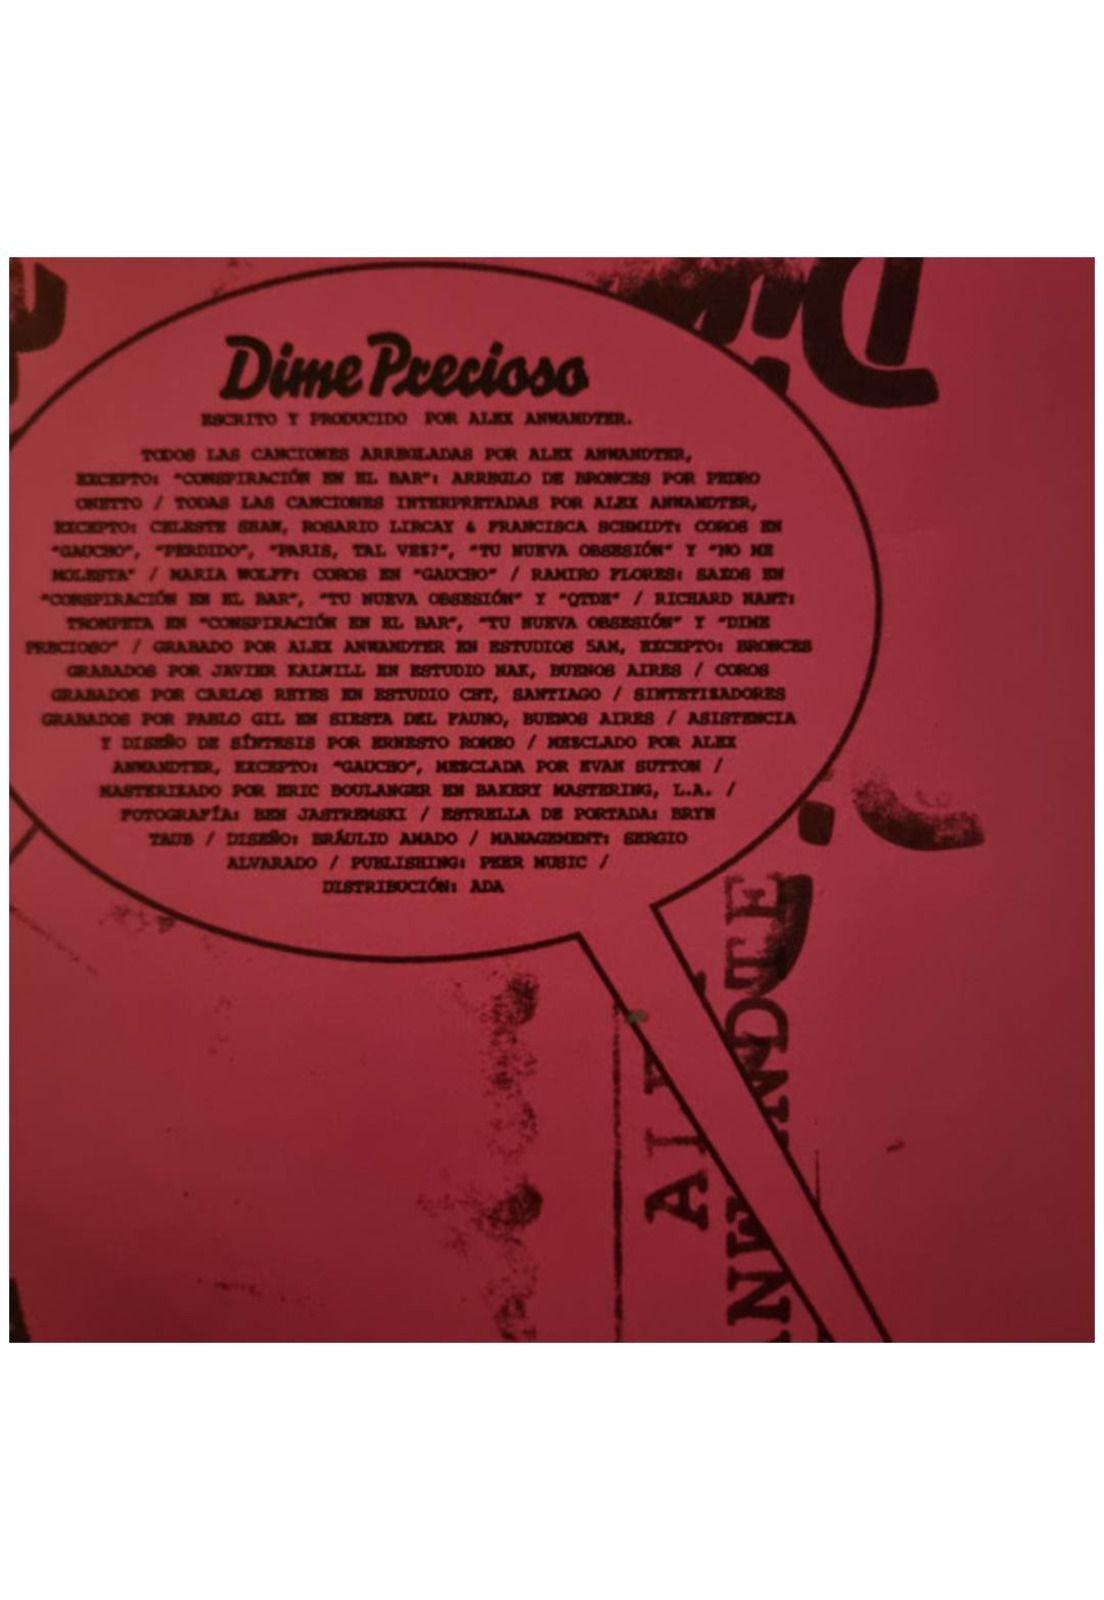 Dime Precioso
ESCRITO Y PRODUCIDO POR ALEX ANWANDTER.
TODOS LAS CANCIONES ARREGLADAS POR ALEX ANWANDTER,
EXCEPTO: "CONSPIRACIÓN EN EL BAR": ARREGLO DE BRONCES POR PEDRO
ONETTO / TODAS LAS CANCIONES INTERPRETADAS POR ALEX ANWANDTER,
EXCEPTO: CELESTE SHAW, ROSARIO LIRCAY & FRANCISCA SCHMIDT: COROS EN
"GAUCHO", "PERDIDO", "PARIS, TAL VEZ?", "TU NUEVA OBSESIÓN" Y "NO ME
MOLESTA" / MARIA WOLFF: COROS EN "GAUCHO" / RAMIRO FLORES: SAXOS EN
"CONSPIRACIÓN EN EL BAR", "TU NUEVA OBSESIÓN" Y "QTDE" / RICHARD NANT:
TROMPETA EN "CONSPIRACIÓN EN EL BAR", "TU NUEVA OBSESIÓN" Y "DIME
PRECIOSO" / GRABADO POR ALEX ANWANDTER EN ESTUDIOS 5AM, EXCEPTO: BRONCES
GRABADOS POR JAVIER KALWILL EN ESTUDIO NAK, BUENOS AIRES / COROS
GRABADOS POR CARLOS REYES EN ESTUDIO CHT, SANTIAGO / SINTETIZADORES
GRABADOS POR PABLO GIL EN SIESTA DEL FAUNO, BUENOS AIRES / ASISTENCIA
Y DISEÑO DE SÍNTESIS POR ERNESTO ROMEO / MEZCLADO POR ALEX
ANWANDTER, EXCEPTO: "GAUCHO", MEZCLADA POR EVAN SUTTON /
MASTERIZADO POR ERIC BOULANGER EN BAKERY MASTERING, L.A. /
FOTOGRAFÍA: BEN JASTREMSKI / ESTRELLA DE PORTADA: BRYN
TAUB / DISEÑO: BRÁULIO AMADO / MANAGEMENT: SERGIO
ALVARADO / PUBLISHING: PEER MUSIC /
DISTRIBUCIÓN: ADA